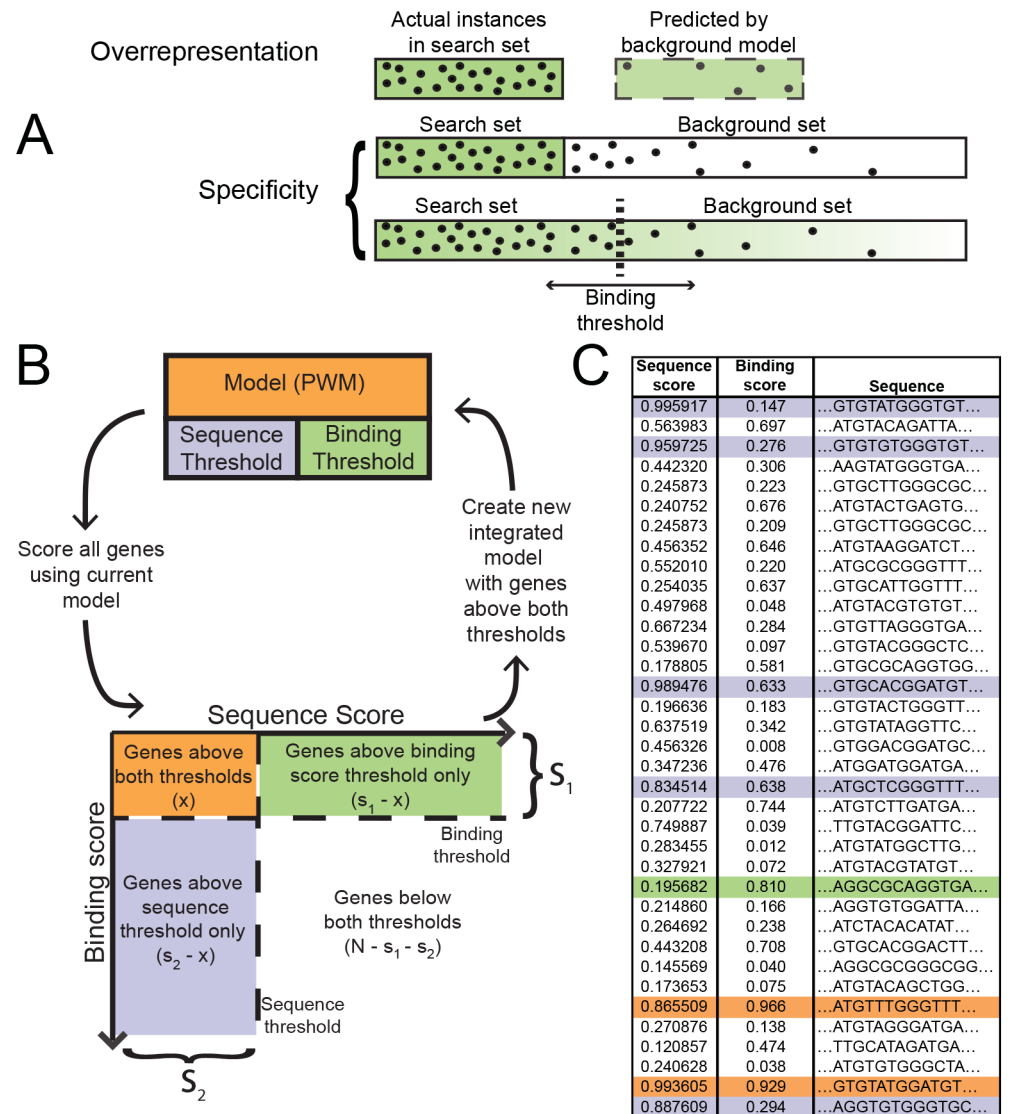 Overrepresentation
Actual instances
in search set
Predicted by
background model
A
Specificity
Search set
Background set
Search set
Background set
Binding
threshold
B
Model (PWM)
Sequence
Threshold
Binding
Threshold
Score all genes
using current
model
Create new
integrated
model
with genes
above both
thresholds
Sequence Score
Binding score
Genes above
both thresholds
(x)
Genes above binding
score threshold only
(s1 - x)
S1
Binding
threshold
Genes above
sequence
threshold only
(s2 - x)
Genes below
both thresholds
(N - s1 - s2)
Sequence
threshold
S2
C
Sequence score Binding score Sequence
0.995917 0.147 ...GTGTATGGGTGT...
0.563983 0.697 ...ATGTACAGATTA...
0.959725 0.276 ...GTGTGTGGGTGT...
0.442320 0.306 ...AAGTATGGGTGA...
0.245873 0.223 ...GTGCTTGGGCGC...
0.240752 0.676 ...ATGTACTGAGTG...
0.245873 0.209 ...GTGCTTGGGCGC...
0.456352 0.646 ...ATGTAAGGATCT...
0.552010 0.220 ...ATGCGCGGGTTT...
0.254035 0.637 ...GTGCATTGGTTT...
0.497968 0.048 ...ATGTACGTGTGT...
0.667234 0.284 ...GTGTTAGGGTGA...
0.539670 0.097 ...GTGTACGGGCTC...
0.178805 0.581 ...GTGCGCAGGTGG...
0.989476 0.633 ...GTGCACGGATGT...
0.196636 0.183 ...GTGTACTGGGTT...
0.637519 0.342 ...GTGTATAGGTTC...
0.456326 0.008 ...GTGGACGGATGC...
0.347236 0.476 ...ATGGATGGATGA...
0.834514 0.638 ...ATGCTCGGGTTT...
0.207722 0.744 ...ATGTCTTGATGA...
0.749887 0.039 ...TTGTACGGATTC...
0.283455 0.012 ...ATGTATGGCTTG...
0.327921 0.072 ...ATGTACGTATGT...
0.195682 0.810 ...AGGCGCAGGTGA...
0.214860 0.166 ...AGGTGTGGATTA...
0.264692 0.238 ...ATCTACACATAT...
0.443208 0.708 ...GTGCACGGACTT...
0.145569 0.040 ...AGGCGCGGGCGG...
0.173653 0.075 ...ATGTACAGCTGG...
0.865509 0.966 ...ATGTTTGGGTTT...
0.270876 0.138 ...ATGTAGGGATGA...
0.120857 0.474 ...TTGCATAGATGA...
0.240628 0.038 ...ATGTGTGGGCTA...
0.993605 0.929 ...GTGTATGGATGT...
0.887609 0.294 ...AGGTGTGGGTGC...